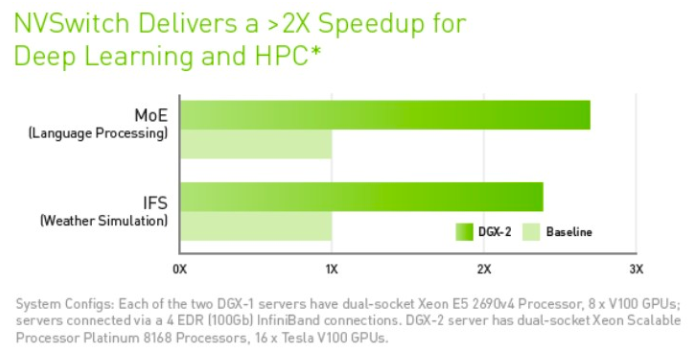 NVSwitch Delivers a >2X Speedup for
Deep Learning and HPC*
MoE
(Language Processing)
IFS
(Weather Simulation)
DGX-2 Baseline
0X 1X 2X 3X
System Configs: Each of the two DGX-1 servers have dual-socket Xeon E5 2690v4 Processor, 8 x V100 GPUs;
servers connected via a 4 EDR (100Gb) InfiniBand connections. DGX-2 server has dual-socket Xeon Scalable
Processor Platinum 8168 Processors, 16 x Tesla V100 GPUs.